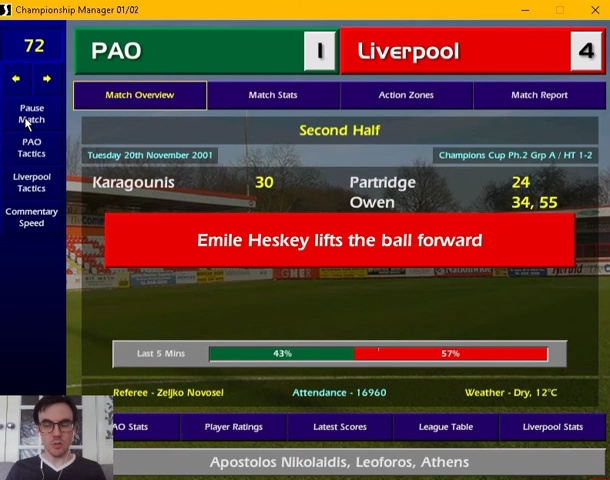 Championship Manager 01/02
72
PAO 1 Liverpool 4
Match Overview Match Stats Action Zones Match Report
Pause
Match
PAO
Tactics
Liverpool
Tactics
Commentary
Speed
Second Half
Tuesday 20th November 2001 Champions Cup Ph.2 Grp A / HT 1-2
Karagounis 30 Partridge 24
Owen 34, 55
Emile Heskey lifts the ball forward
Last 5 Mins 43% 57%
Referee - Zeljko Novosel Attendance - 16960 Weather - Dry, 12°C
AO Stats Player Ratings Latest Scores League Table Liverpool Stats
Apostolos Nikolaidis, Leoforos, Athens